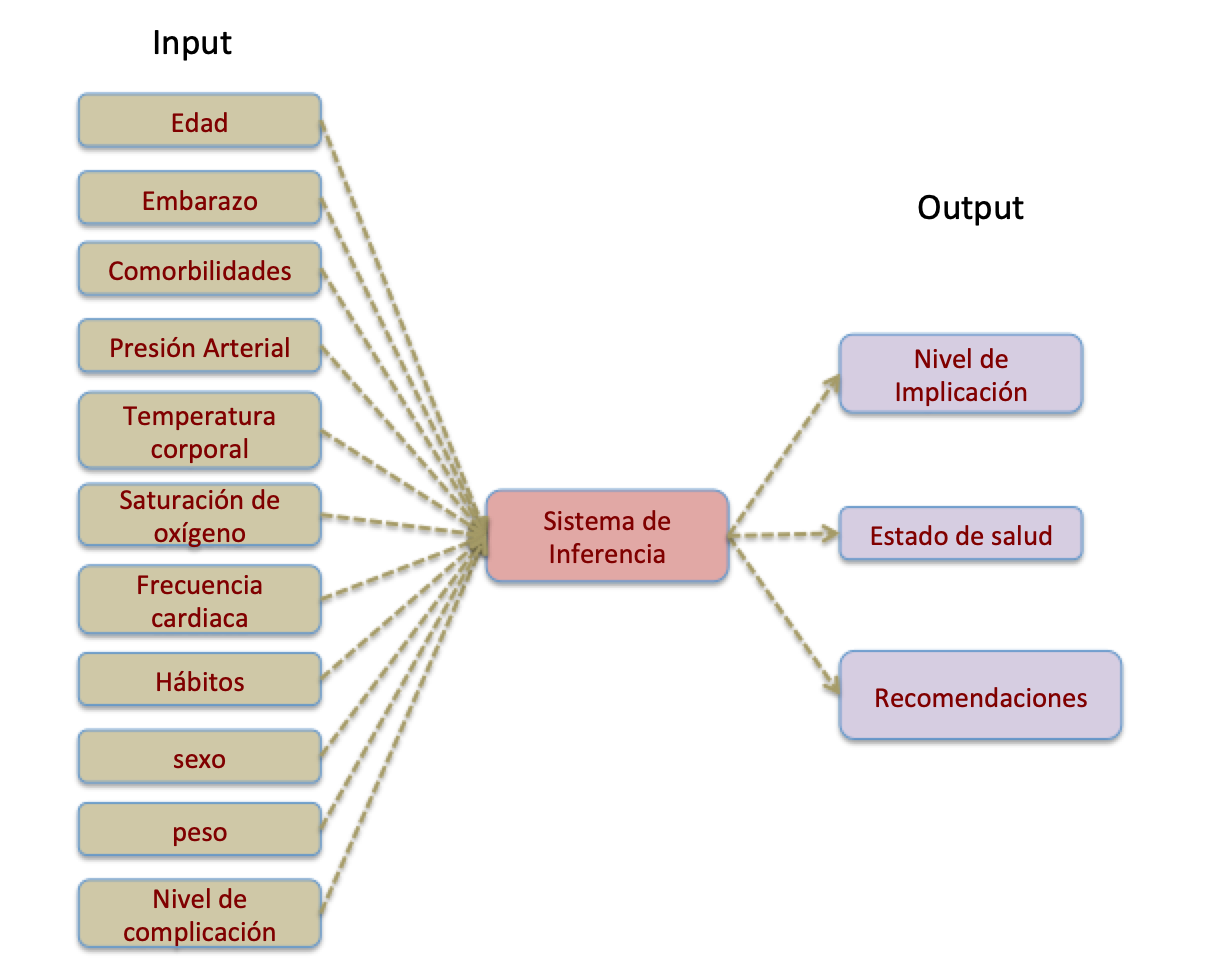 Input
Edad
Embarazo
Comorbilidades
Presión Arterial
Temperatura
corporal
Saturación de
oxígeno
Frecuencia
cardiaca
Hábitos
sexo
peso
Nivel de
complicación
Sistema de
Inferencia
Output
Nivel de
Implicación
Estado de salud
Recomendaciones